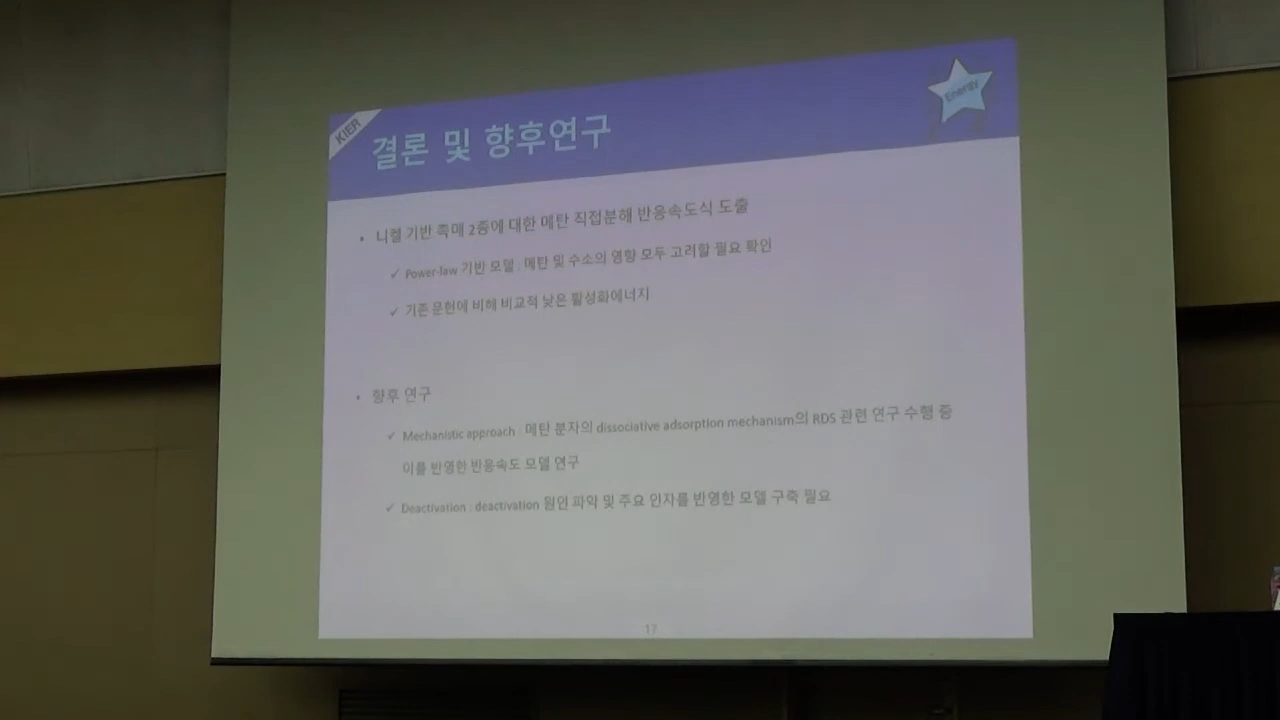 KIER
결론 및 향후연구
Energy
• 니켈 기반 촉매 2종에 대한 메탄 직접분해 반응속도식 도출
✓ Power-law 기반 모델 : 메탄 및 수소의 영향 모두 고려할 필요 확인
✓ 기존 문헌에 비해 비교적 낮은 활성화에너지
• 향후 연구
✓ Mechanistic approach : 메탄 분자의 dissociative adsorption mechanism의 RDS 관련 연구 수행 중
이를 반영한 반응속도 모델 연구
✓ Deactivation : deactivation 원인 파악 및 주요 인자를 반영한 모델 구축 필요
17